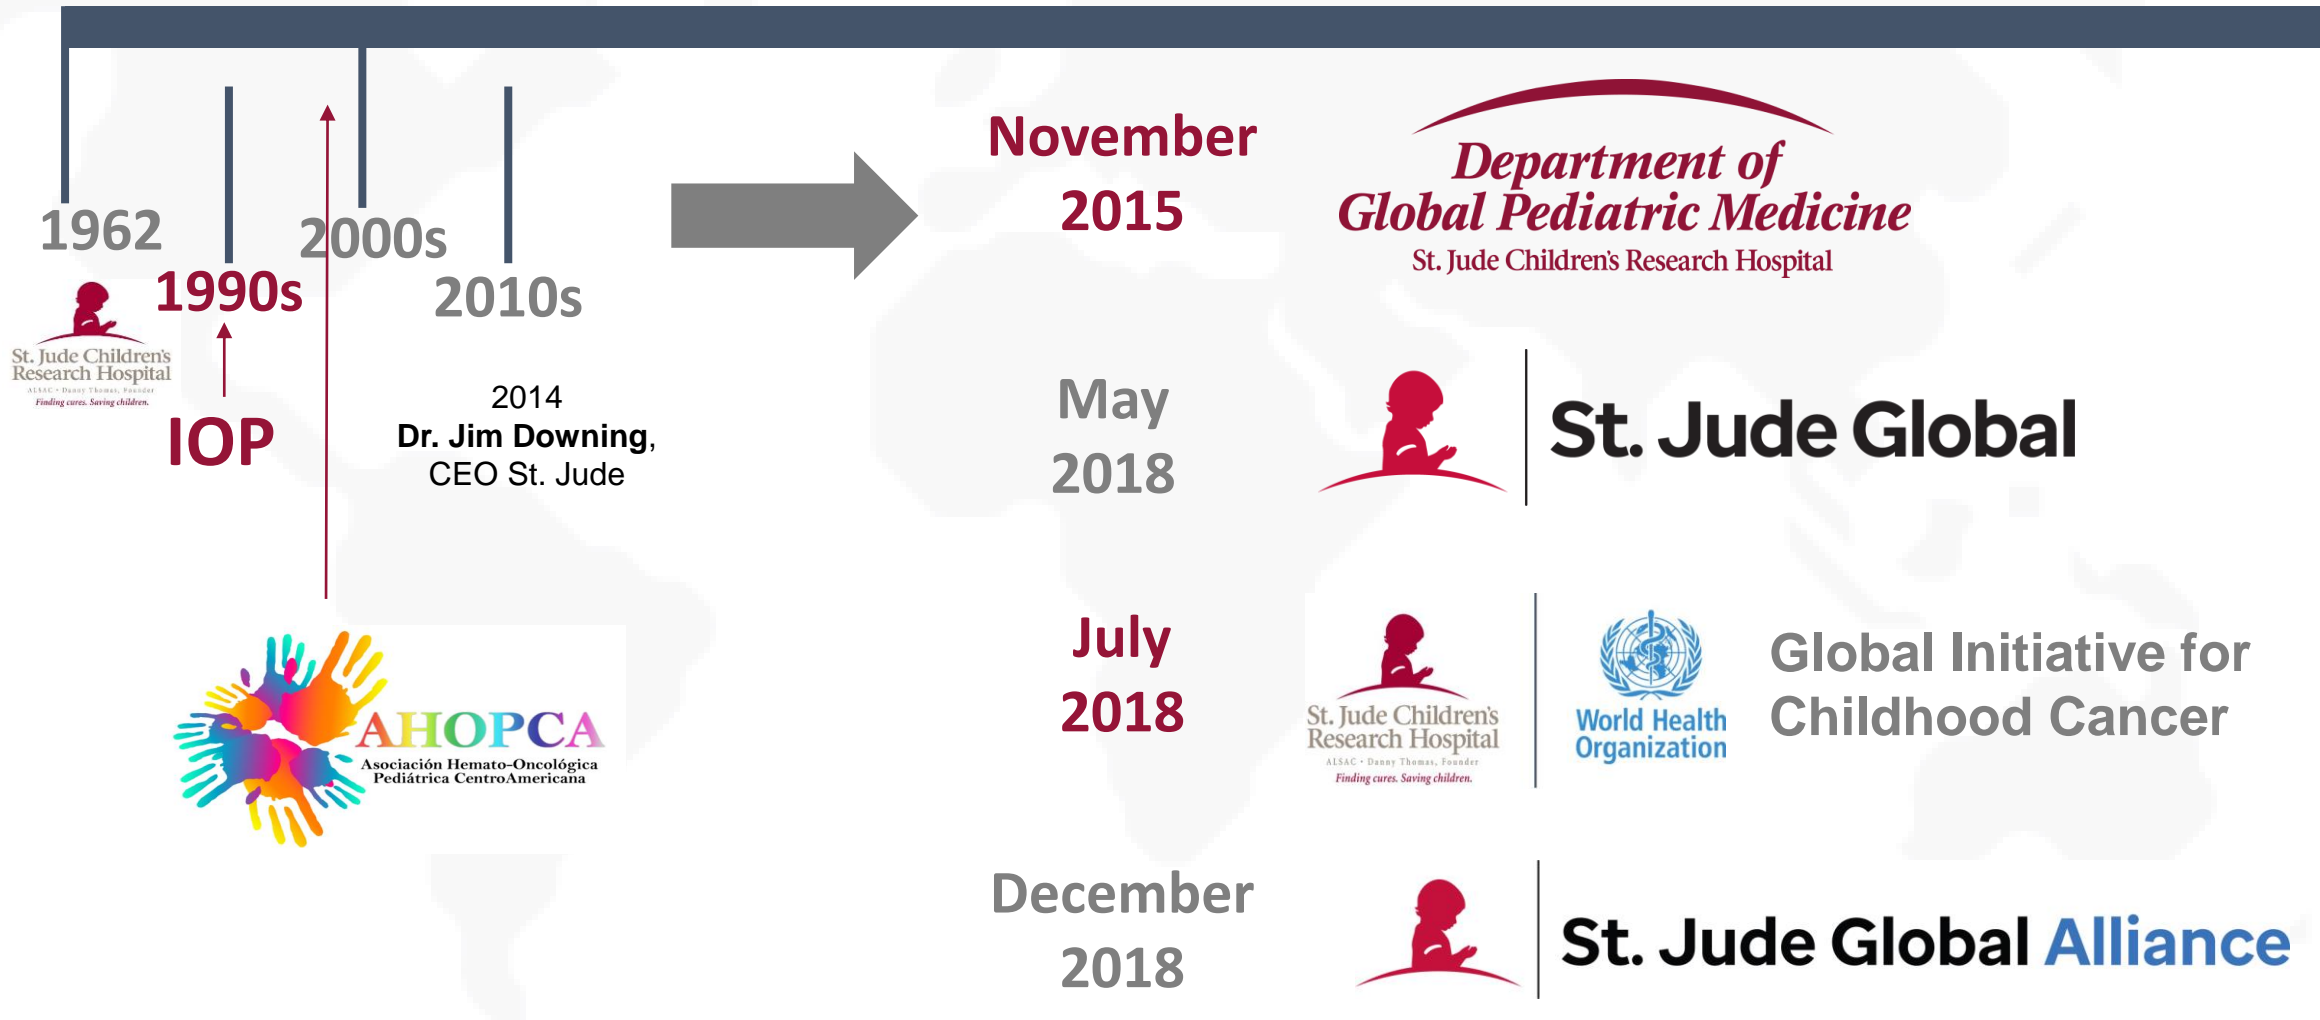 1962
1990s
2000s
2010s
St. Jude Children's
Research Hospital
ALSAC • Danny Thomas, Founder
Finding cures. Saving children.
IOP
2014
Dr. Jim Downing,
CEO St. Jude
AHOPCA
Asociación Hemato-Oncológica
Pediátrica CentroAmericana
November
2015
Department of
Global Pediatric Medicine
St. Jude Children's Research Hospital
May
2018
St. Jude Global
July
2018
St. Jude Children's
Research Hospital
ALSAC • Danny Thomas, Founder
Finding cures. Saving children.
World Health
Organization
Global Initiative for
Childhood Cancer
December
2018
St. Jude Global Alliance